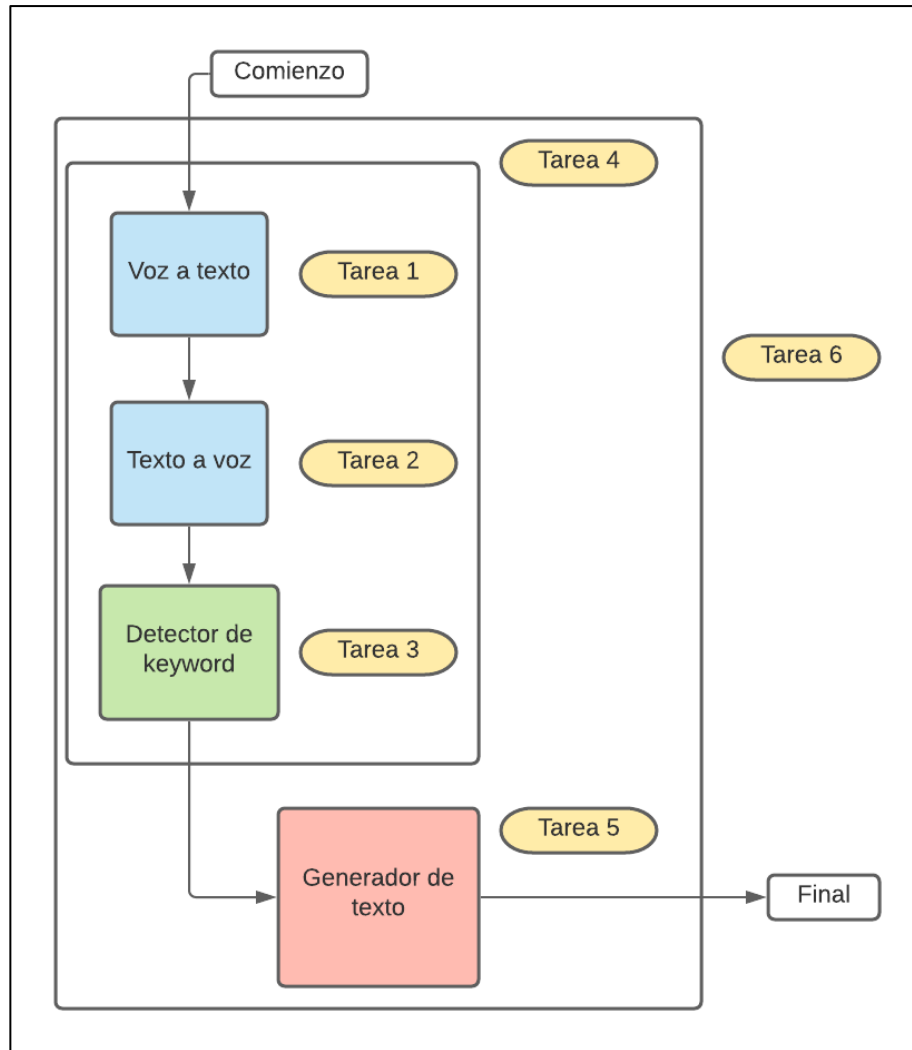 Comienzo
Tarea 4
Voz a texto
Tarea 1
Tarea 6
Texto a voz
Tarea 2
Detector de
keyword
Tarea 3
Tarea 5
Generador de
texto
Final